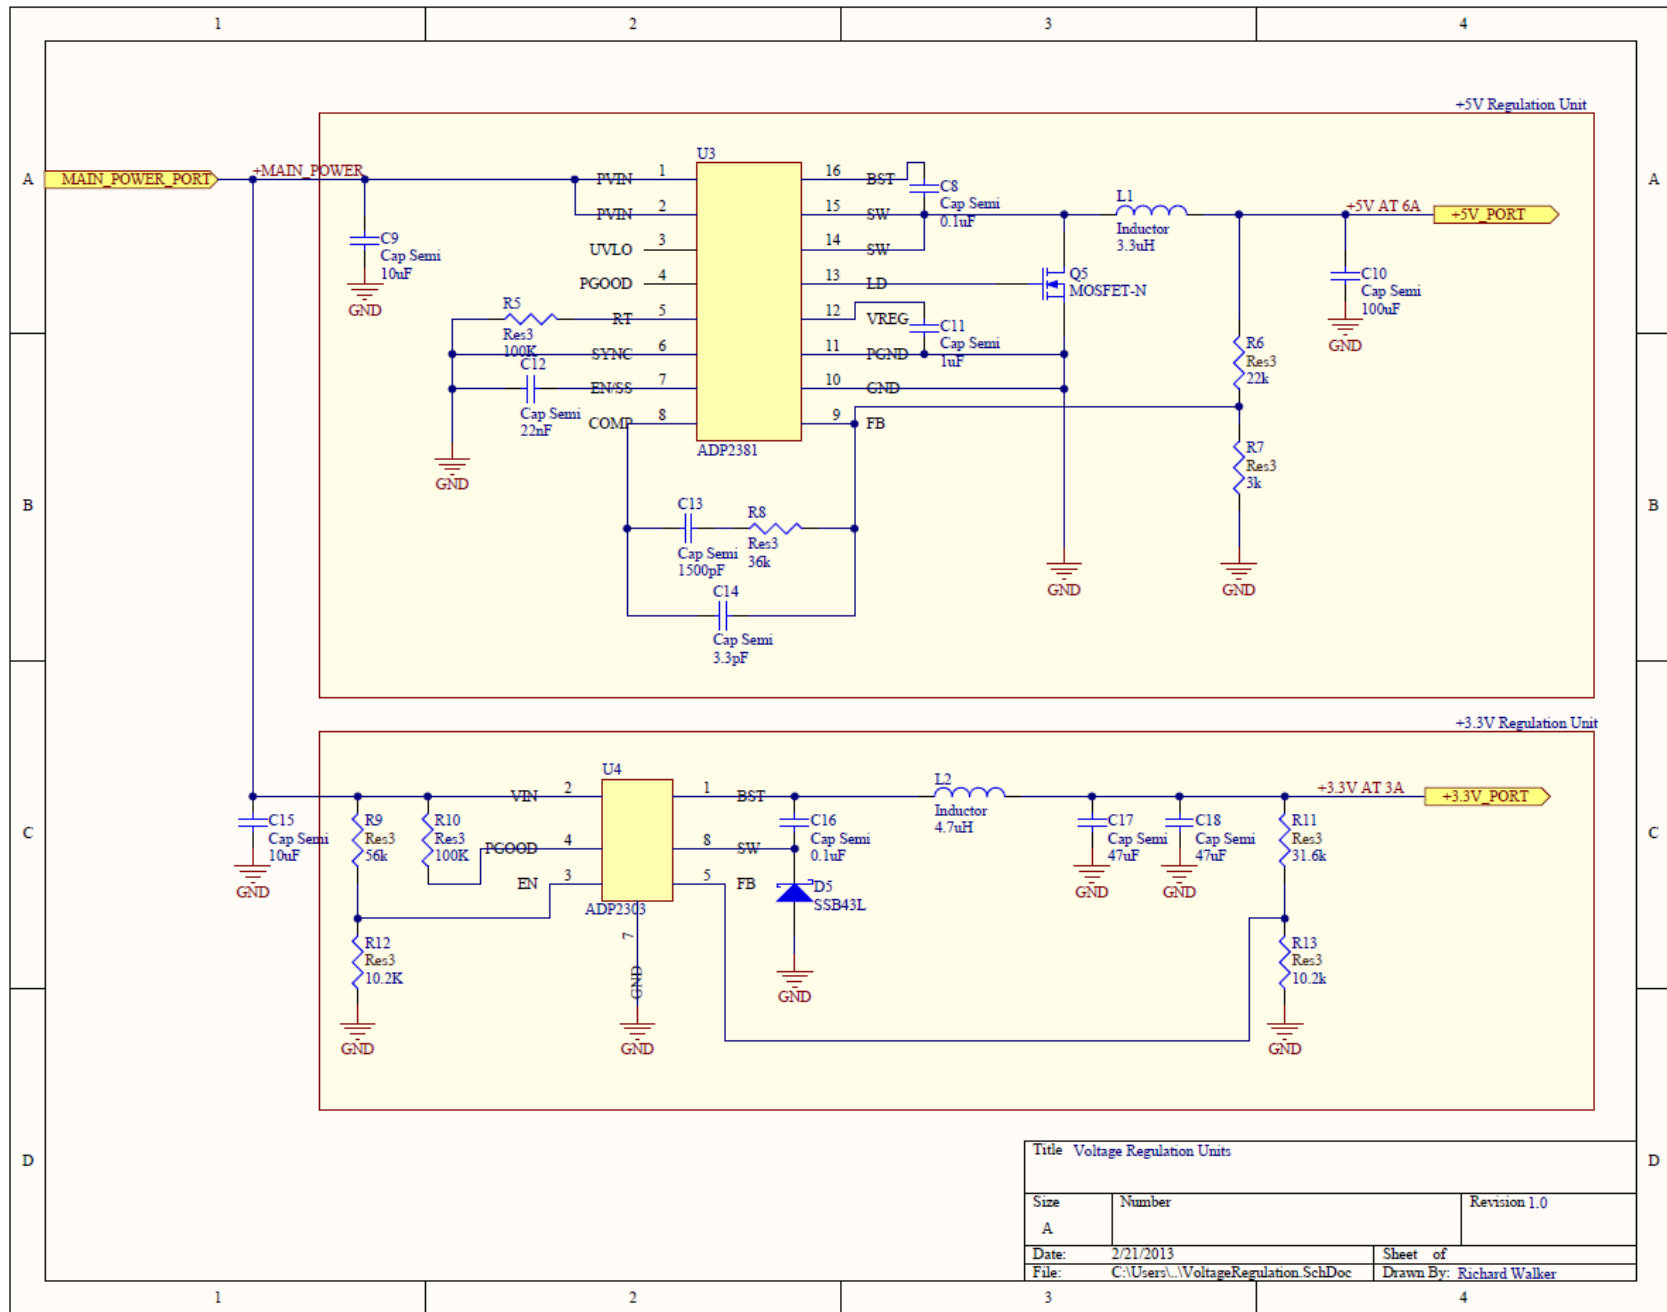 1 2 3 4
+5V Regulation Unit
A
A
MAIN_POWER_PORT
+MAIN_POWER
U3
PVIN 1
PVIN 2
UVLO 3
PGOOD 4
RT 5
SYNC 6
EN/SS 7
COMP 8
16 BST
15 SW
14 SW
13 LD
12 VREG
11 PGND
10 GND
9 FB
ADP2381
C9
Cap Semi
10uF
GND
R5
Res3
100K
C12
Cap Semi
22nF
GND
C8
Cap Semi
0.1uF
L1
Inductor
3.3uH
+5V AT 6A
+5V_PORT
Q5
MOSFET-N
C10
Cap Semi
100uF
GND
C11
Cap Semi
1uF
R6
Res3
22k
R7
Res3
3k
GND
GND
B
B
C13
Cap Semi
1500pF
R8
Res3
36k
C14
Cap Semi
3.3pF
+3.3V Regulation Unit
C
C
U4
VIN 2
PGOOD 4
EN 3
1 BST
8 SW
5 FB
ADP2303
7
GND
GND
C15
Cap Semi
10uF
GND
R9
Res3
56k
R10
Res3
100K
R12
Res3
10.2K
GND
C16
Cap Semi
0.1uF
D5
SSB43L
GND
L2
Inductor
4.7uH
C17
Cap Semi
47uF
GND
C18
Cap Semi
47uF
GND
+3.3V AT 3A
+3.3V_PORT
R11
Res3
31.6k
R13
Res3
10.2k
GND
D
D
Title Voltage Regulation Units
Size
A
Number
Revision 1.0
Date: 2/21/2013
Sheet of
File: C:\Users\..\VoltageRegulation.SchDoc
Drawn By: Richard Walker
1 2 3 4